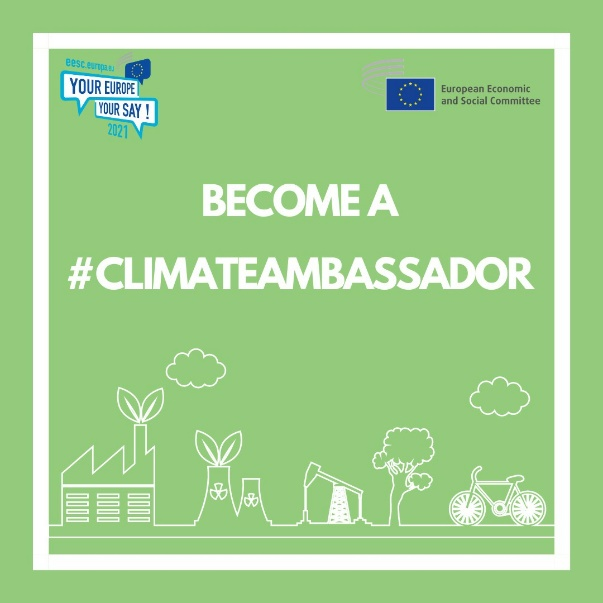 eesc.europa.eu
YOUR EUROPE
YOUR SAY !
2021
European Economic
and Social Committee
BECOME A
#CLIMATEAMBASSADOR